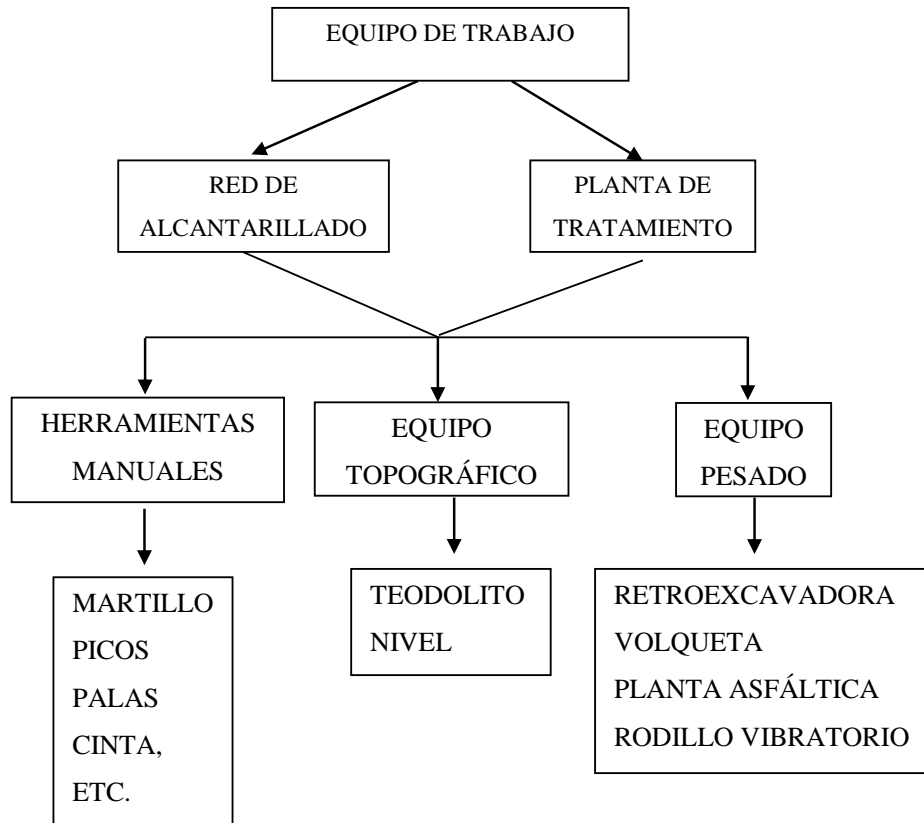 EQUIPO DE TRABAJO
RED DE
ALCANTARILLADO
PLANTA DE
TRATAMIENTO
HERRAMIENTAS
MANUALES
EQUIPO
TOPOGRÁFICO
EQUIPO
PESADO
MARTILLO
PICOS
PALAS
CINTA,
ETC.
TEODOLITO
NIVEL
RETROEXCAVADORA
VOLQUETA
PLANTA ASFÁLTICA
RODILLO VIBRATORIO